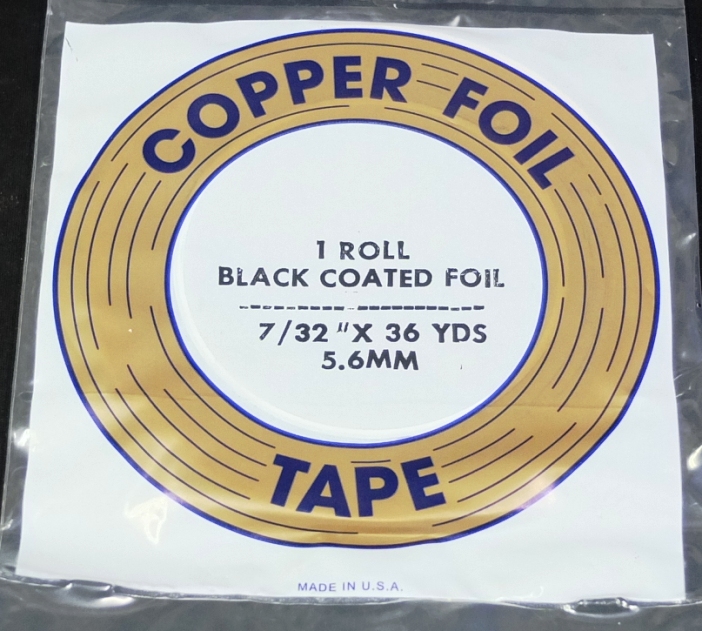 COPPER FOIL
1 ROLL
BLACK COATED FOIL
7/32 "X 36 YDS
5.6MM
TAPE
MADE IN U.S.A.